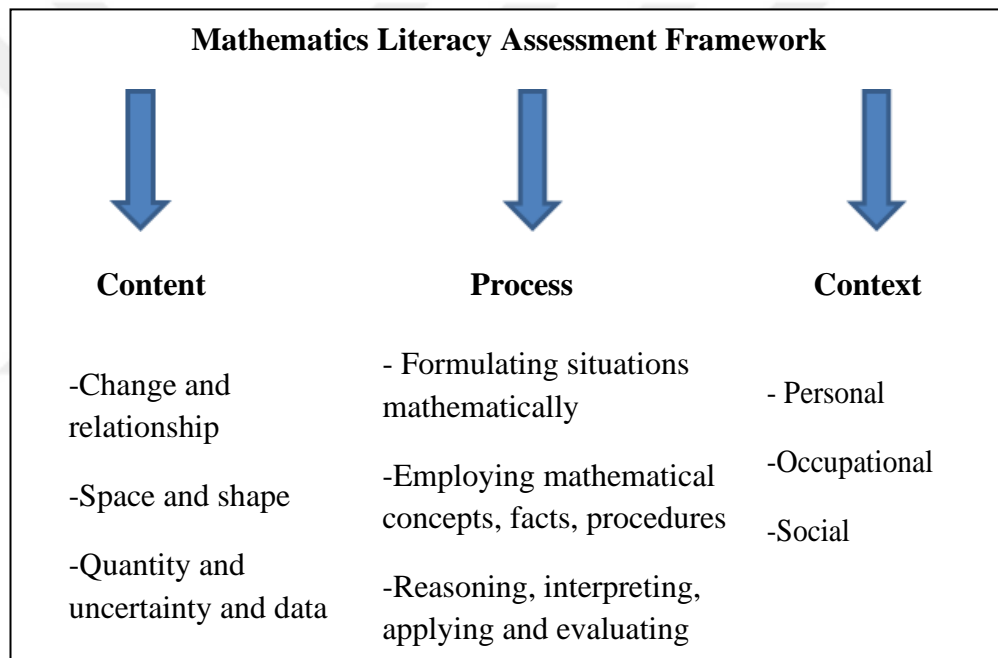 Mathematics Literacy Assessment Framework
Content
-Change and
relationship
-Space and shape
-Quantity and
uncertainty and data
Process
- Formulating situations
mathematically
-Employing mathematical
concepts, facts, procedures
-Reasoning, interpreting,
applying and evaluating
Context
- Personal
-Occupational
-Social